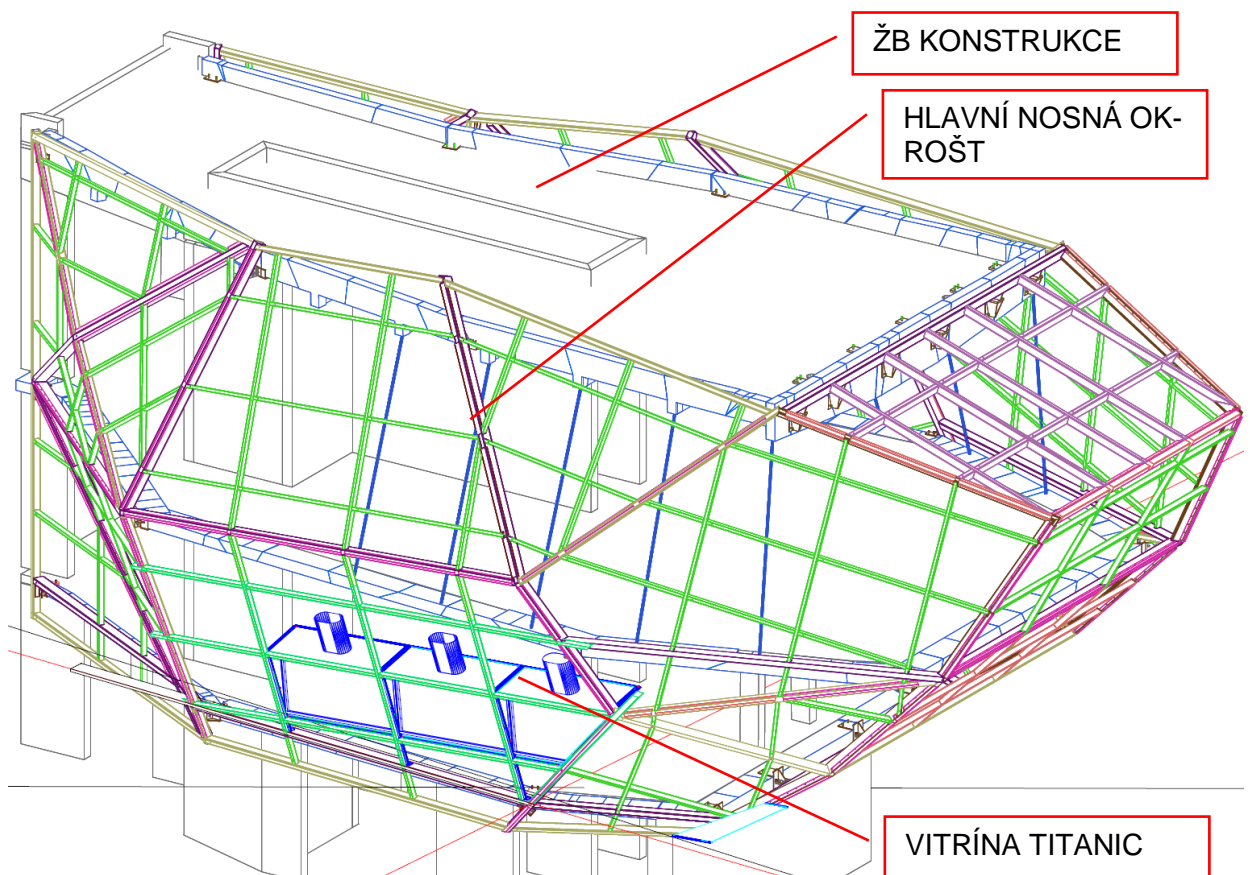 ŽB KONSTRUKCE
HLAVNÍ NOSNÁ OK-
ROŠT
VITRÍNA TITANIC